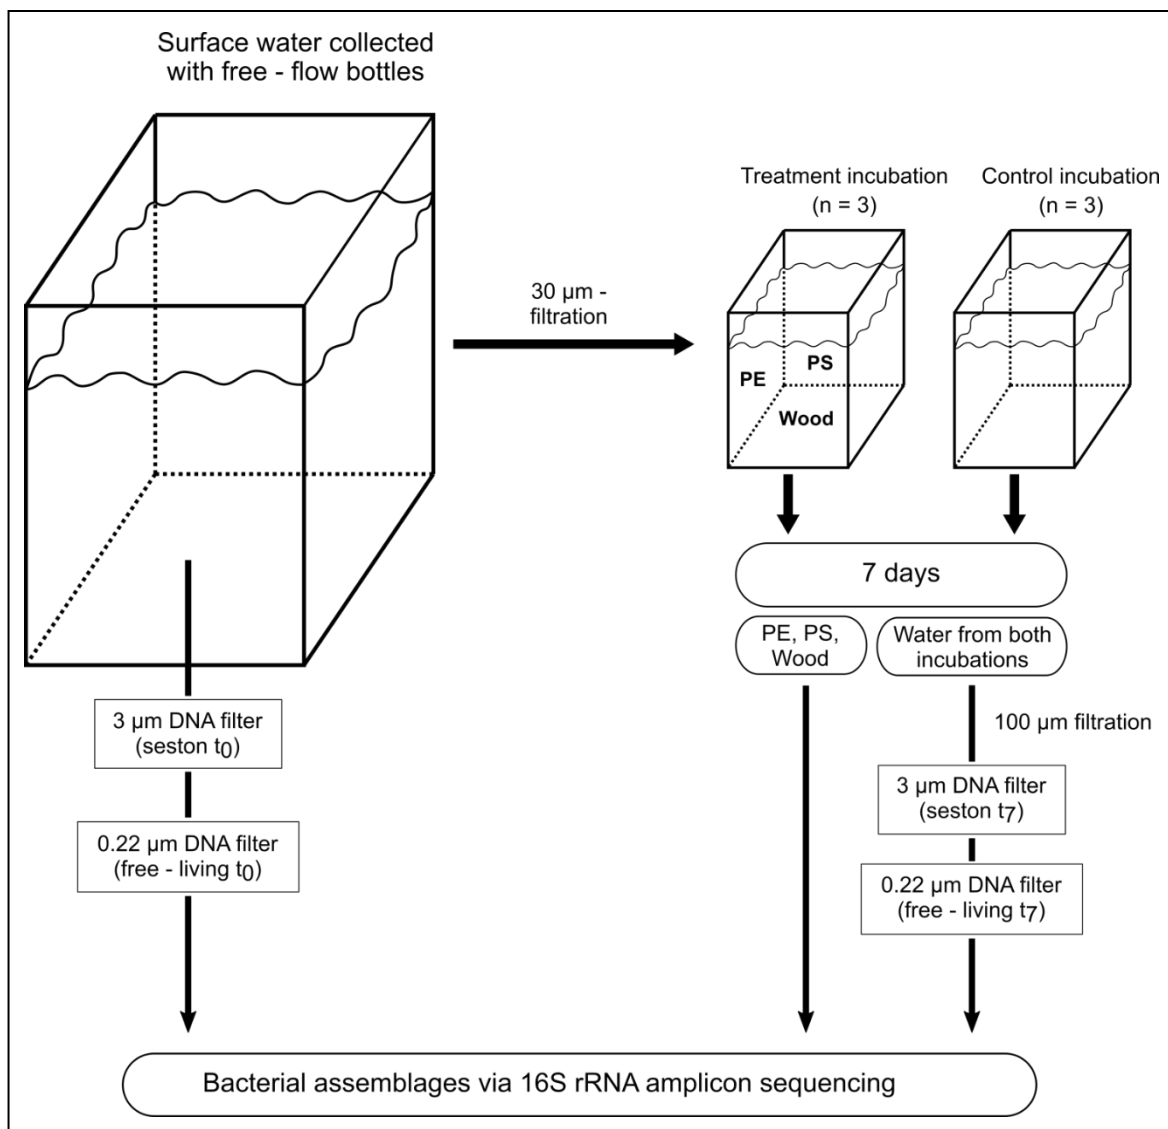 Surface water collected
with free - flow bottles
Treatment incubation
(n = 3)
Control incubation
(n = 3)
30 µm -
filtration
PE
PS
Wood
7 days
PE, PS,
Wood
Water from both
incubations
100 µm filtration
3 µm DNA filter
(seston t0)
0.22 µm DNA filter
(free - living t0)
3 µm DNA filter
(seston t7)
0.22 µm DNA filter
(free - living t7)
Bacterial assemblages via 16S rRNA amplicon sequencing